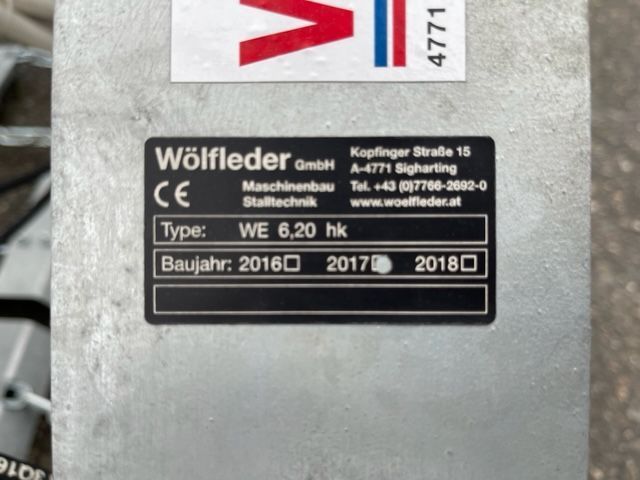 V
4771
Wölfleder GmbH
Kopfinger Straße 15
A-4771 Sigharting
CE Maschinenbau Tel. +43 (0)7766-2692-0
Stalltechnik www.woelfleder.at
Type: WE 6,20 hk
Baujahr: 2016☐ 2017☐ 2018☐